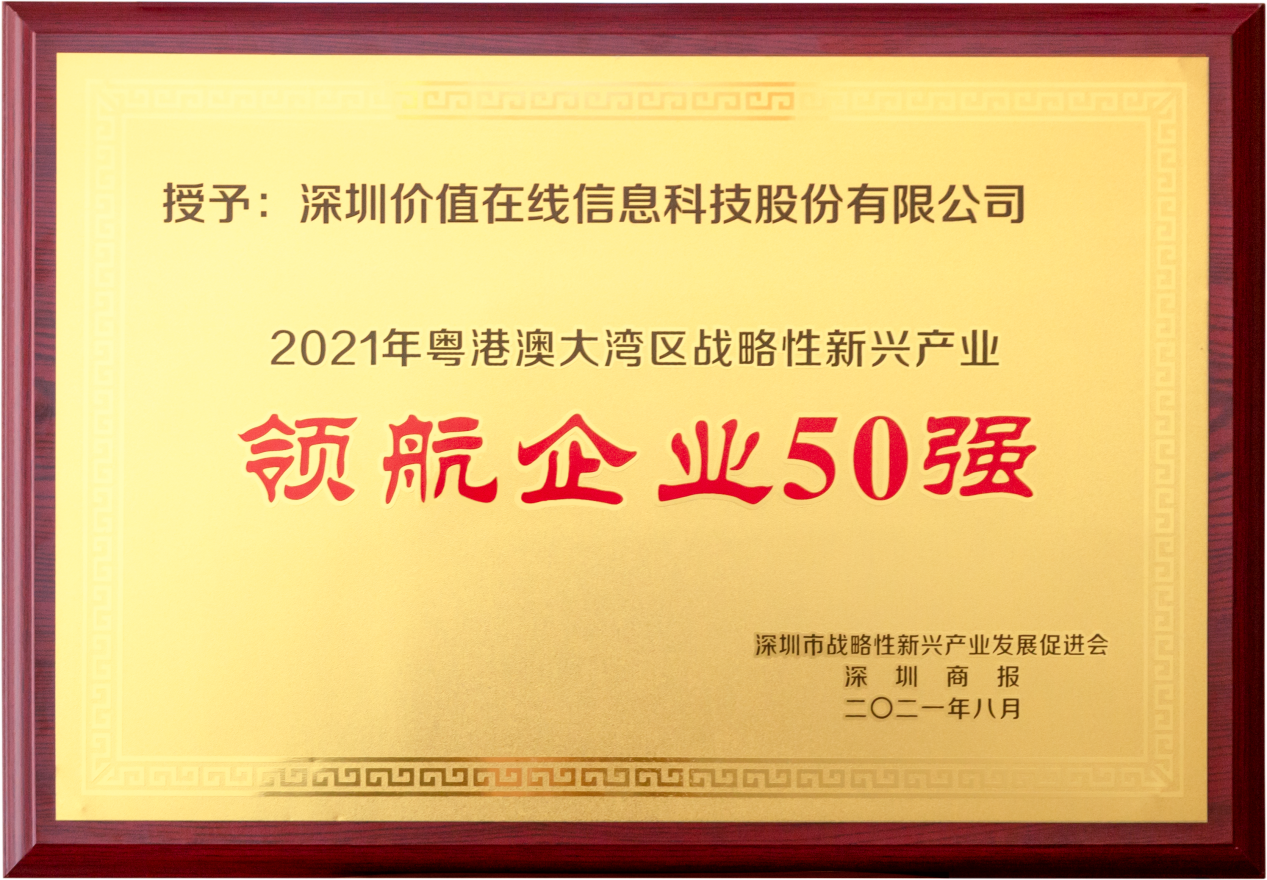 授予：深圳价值在线信息科技股份有限公司
2021年粤港澳大湾区战略性新兴产业
领航企业50强
深圳市战略性新兴产业发展促进会
深圳商报
二〇二一年八月